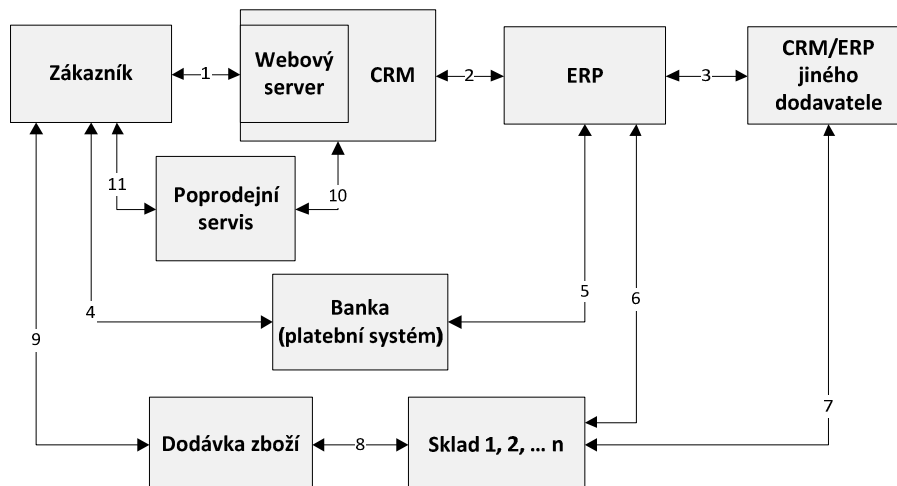 Zákazník
1
Webový
server
CRM
2
ERP
3
CRM/ERP
jiného
dodavatele
11
Poprodejní
servis
10
4
Banka
(platební systém)
5
6
9
7
Dodávka zboží
8
Sklad 1, 2, … n